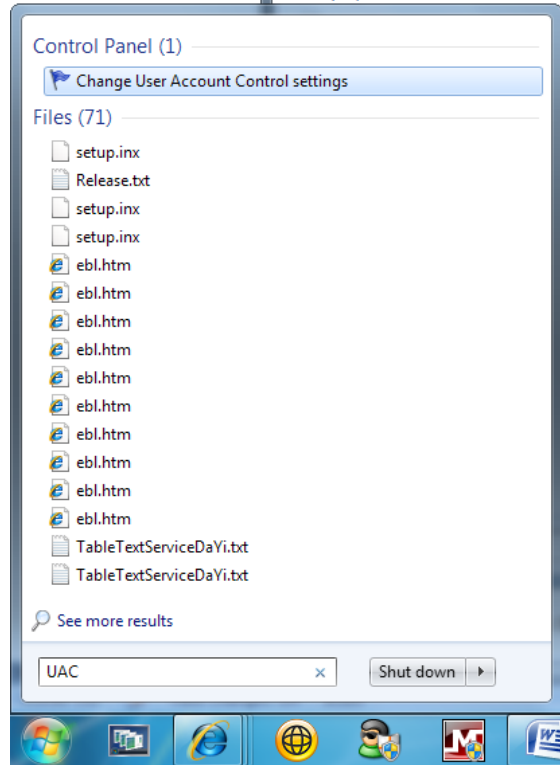 Control Panel (1)
Change User Account Control settings
Files (71)
setup.inx
Release.txt
setup.inx
setup.inx
ebl.htm
ebl.htm
ebl.htm
ebl.htm
ebl.htm
ebl.htm
ebl.htm
ebl.htm
ebl.htm
ebl.htm
TableTextServiceDaYi.txt
TableTextServiceDaYi.txt
See more results
UAC
Shut down